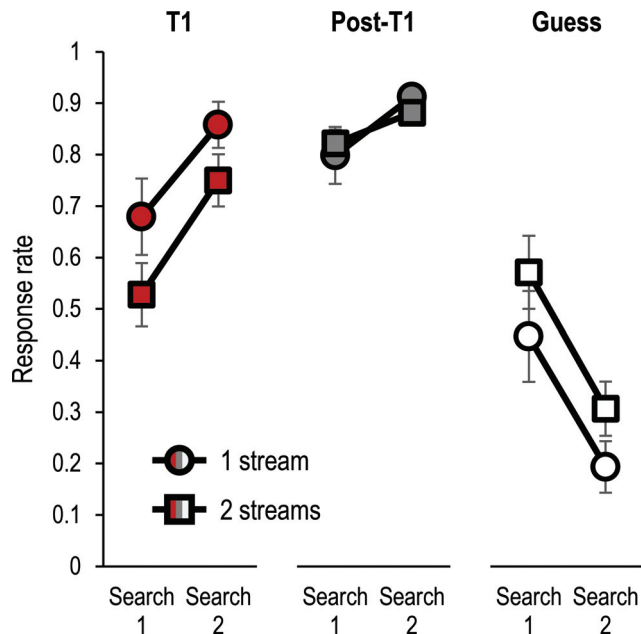 T1 Post-T1 Guess
1
0.9
0.8
0.7
0.6
0.5
0.4
0.3
0.2
0.1
0
Response rate
1 stream
2 streams
Search Search Search Search Search Search
1 2 1 2 1 2